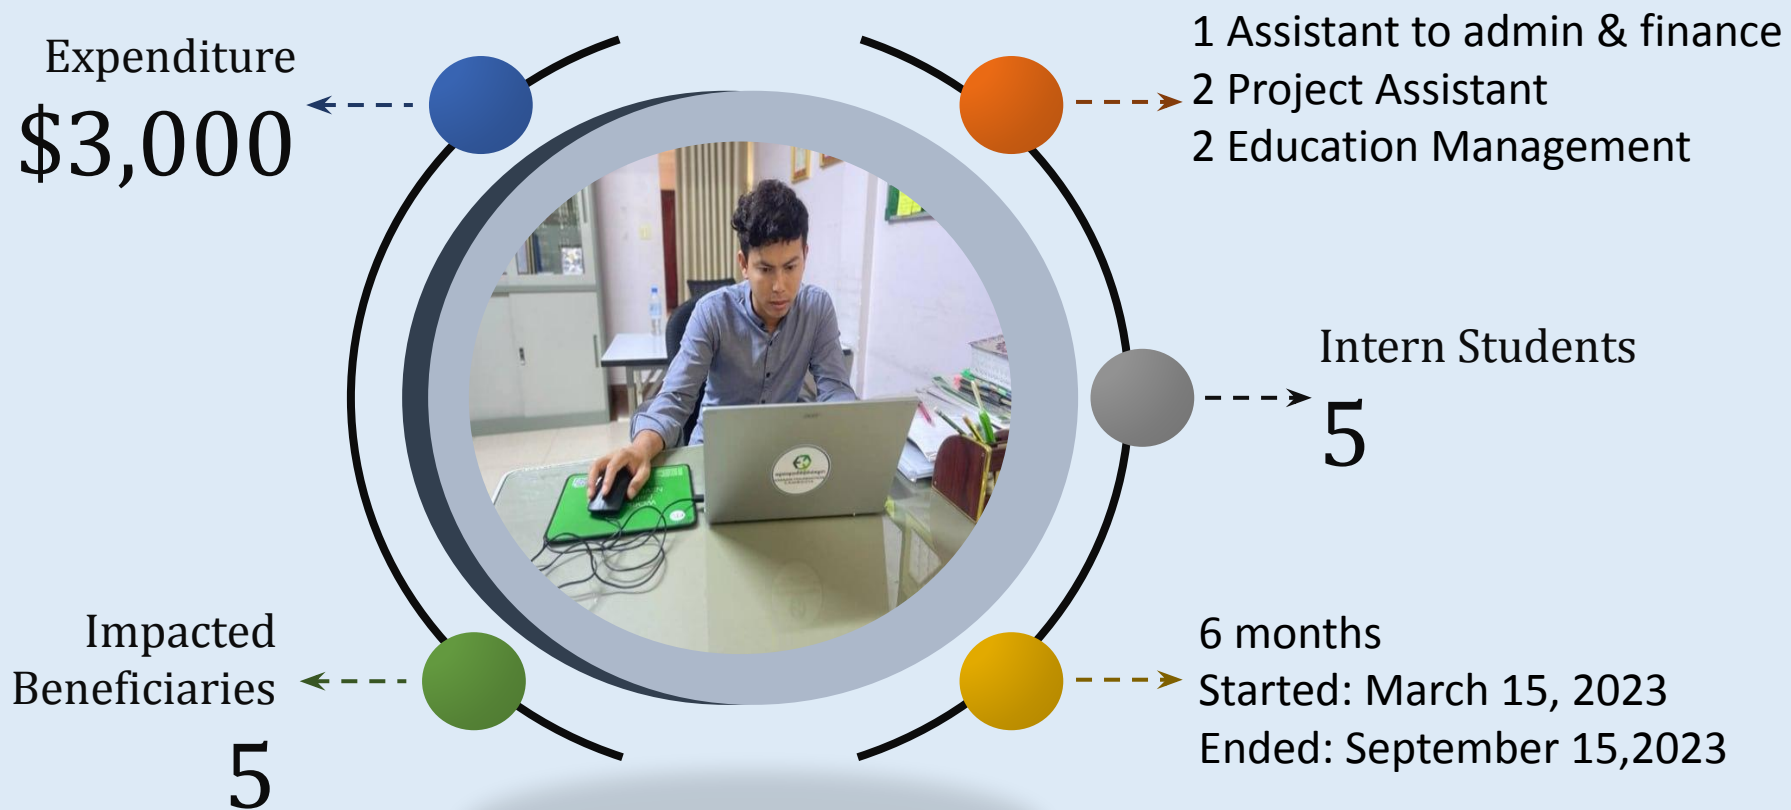 Expenditure
$3,000
1 Assistant to admin & finance
2 Project Assistant
2 Education Management
Intern Students
5
Impacted
Beneficiaries
5
6 months
Started: March 15, 2023
Ended: September 15,2023